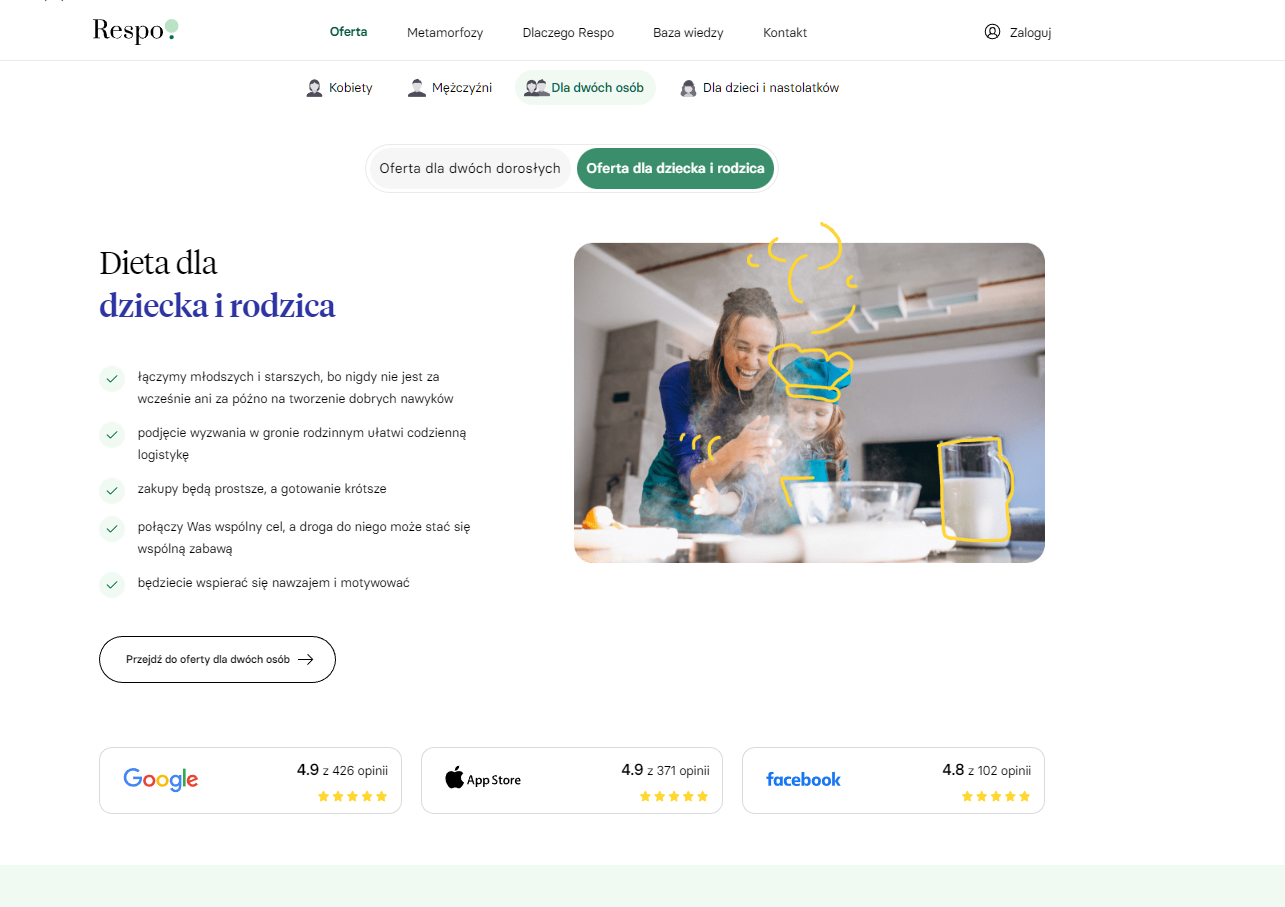 Respo
Oferta
Metamorfozy
Dlaczego Respo
Baza wiedzy
Kontakt
Zaloguj
Kobiety
Mężczyźni
Dla dwóch osób
Dla dzieci i nastolatków
Oferta dla dwóch dorosłych
Oferta dla dziecka i rodzica
Dieta dla
dziecka i rodzica
łączymy młodszych i starszych, bo nigdy nie jest za
wcześnie ani za późno na tworzenie dobrych nawyków
podjęcie wyzwania w gronie rodzinnym ułatwi codzienną
logistykę
zakupy będą prostsze, a gotowanie krótsze
połączy Was wspólny cel, a droga do niego może stać się
wspólną zabawą
będziecie wspierać się nawzajem i motywować
Przejdź do oferty dla dwóch osób
Google
4.9 z 426 opinii
App Store
4.9 z 371 opinii
facebook
4.8 z 102 opinii